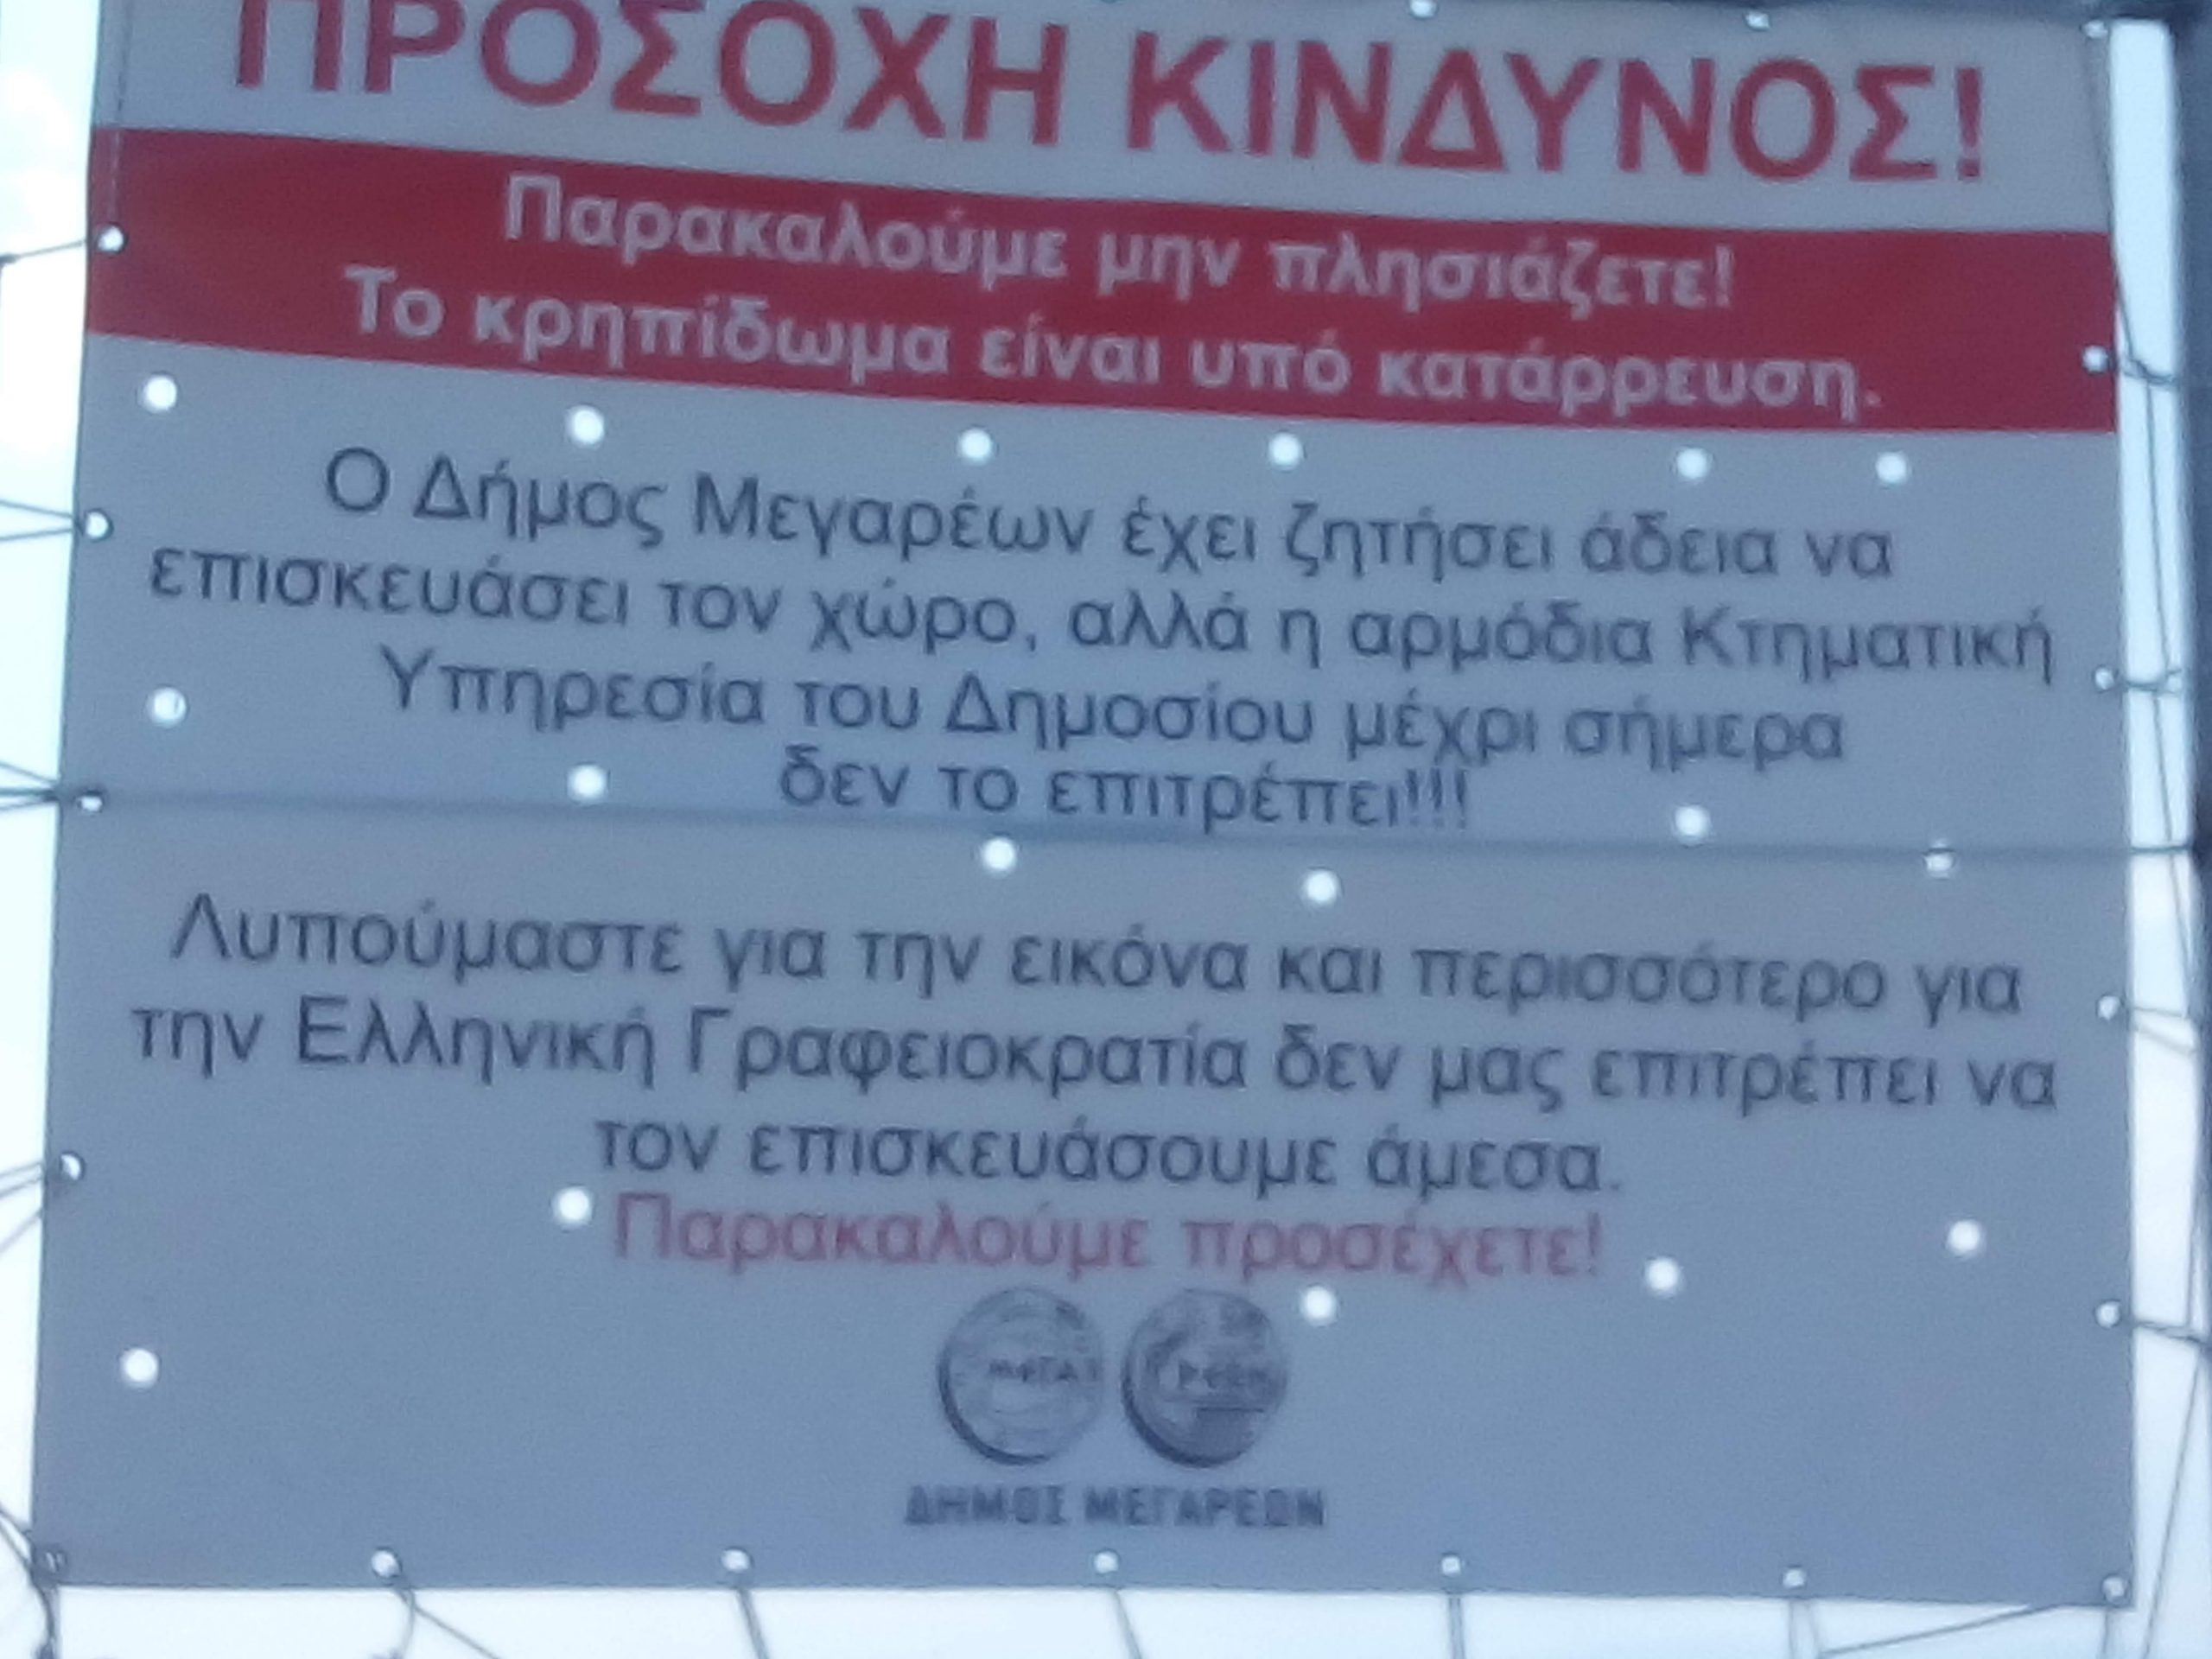 ΠΡΟΣΟΧΗ ΚΙΝΔΥΝΟΣ!
Παρακαλούμε μην πλησιάζετε!
Το κρηπίδωμα είναι υπό κατάρρευση.
Ο Δήμος Μεγαρέων έχει ζητήσει άδεια να
επισκευάσει τον χώρο, αλλά η αρμόδια Κτηματική
Υπηρεσία του Δημοσίου μέχρι σήμερα
δεν το επιτρέπει!!!
Λυπούμαστε για την εικόνα και περισσότερο για
την Ελληνική Γραφειοκρατία δεν μας επιτρέπει να
τον επισκευάσουμε άμεσα.
Παρακαλούμε προσέχετε!
ΔΗΜΟΣ ΜΕΓΑΡΕΩΝ